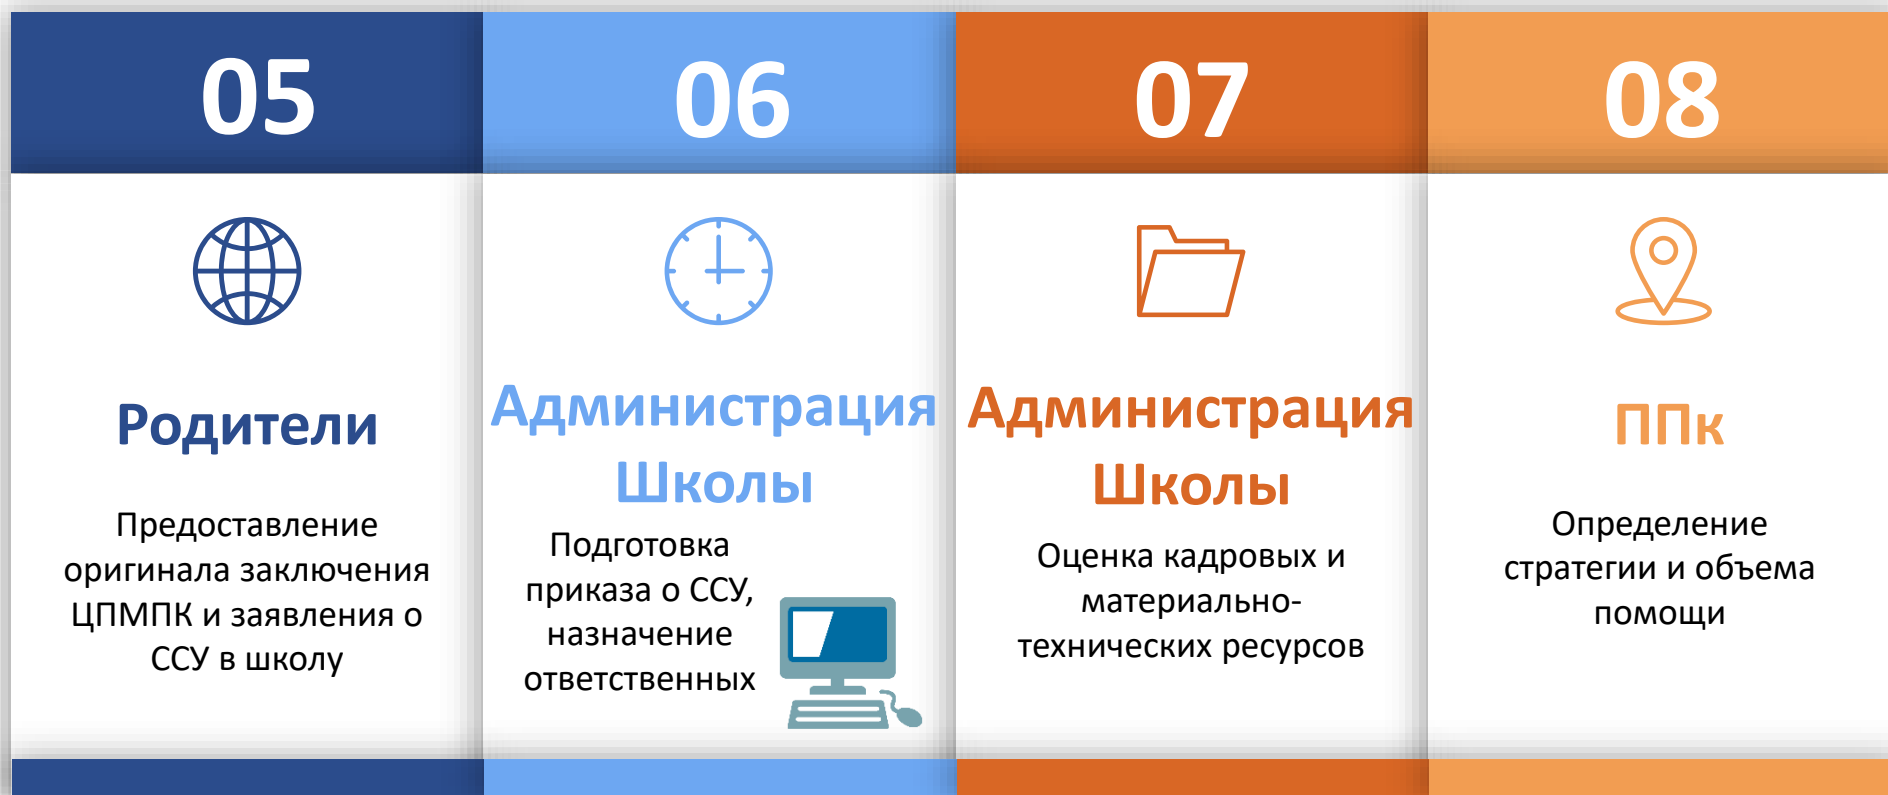 05
Родители
Предоставление
оригинала заключения
ЦПМПК и заявления о
ССУ в школу
06
Администрация
Школы
Подготовка
приказа о ССУ,
назначение
ответственных
07
Администрация
Школы
Оценка кадровых и
материально-
технических ресурсов
08
ППк
Определение
стратегии и объема
помощи